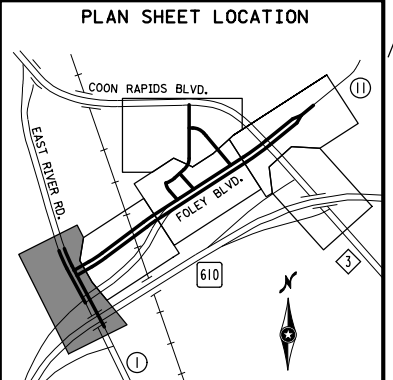 PLAN SHEET LOCATION
COON RAPIDS BLVD.
11
EAST RIVER RD.
FOLEY BLVD.
610
3
N
1